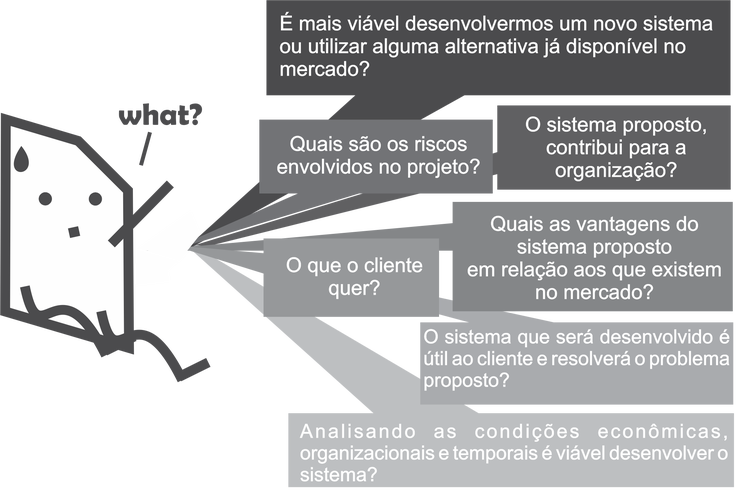 É mais viável desenvolvermos um novo sistema
ou utilizar alguma alternativa já disponível no
mercado?
what?
Quais são os riscos
envolvidos no projeto?
O sistema proposto,
contribui para a
organização?
Quais as vantagens do
sistema proposto
em relação aos que existem
no mercado?
O que o cliente
quer?
O sistema que será desenvolvido é
útil ao cliente e resolverá o problema
proposto?
Analisando as condições econômicas,
organizacionais e temporais é viável desenvolver o
sistema?